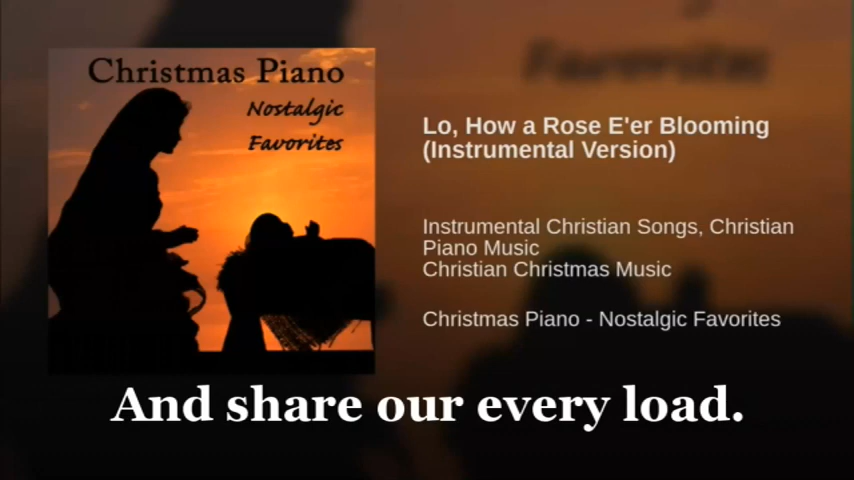 Christmas Piano
Nostalgic
Favorites
Lo, How a Rose E'er Blooming
(Instrumental Version)
Instrumental Christian Songs, Christian
Piano Music
Christian Christmas Music
Christmas Piano - Nostalgic Favorites
And share our every load.
Favorites